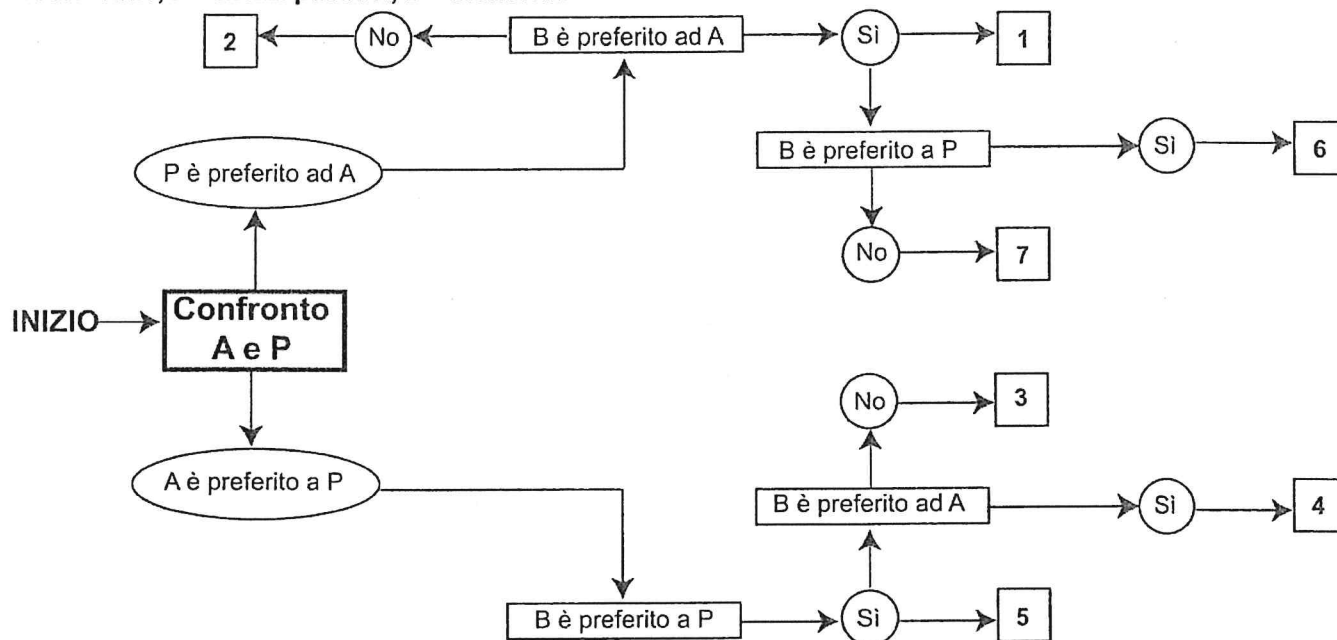 2
No
B è preferito ad A
Sì
1
B è preferito a P
Sì
6
P è preferito ad A
No
7
INIZIO
Confronto
A e P
No
3
A è preferito a P
B è preferito ad A
Sì
4
B è preferito a P
Sì
5